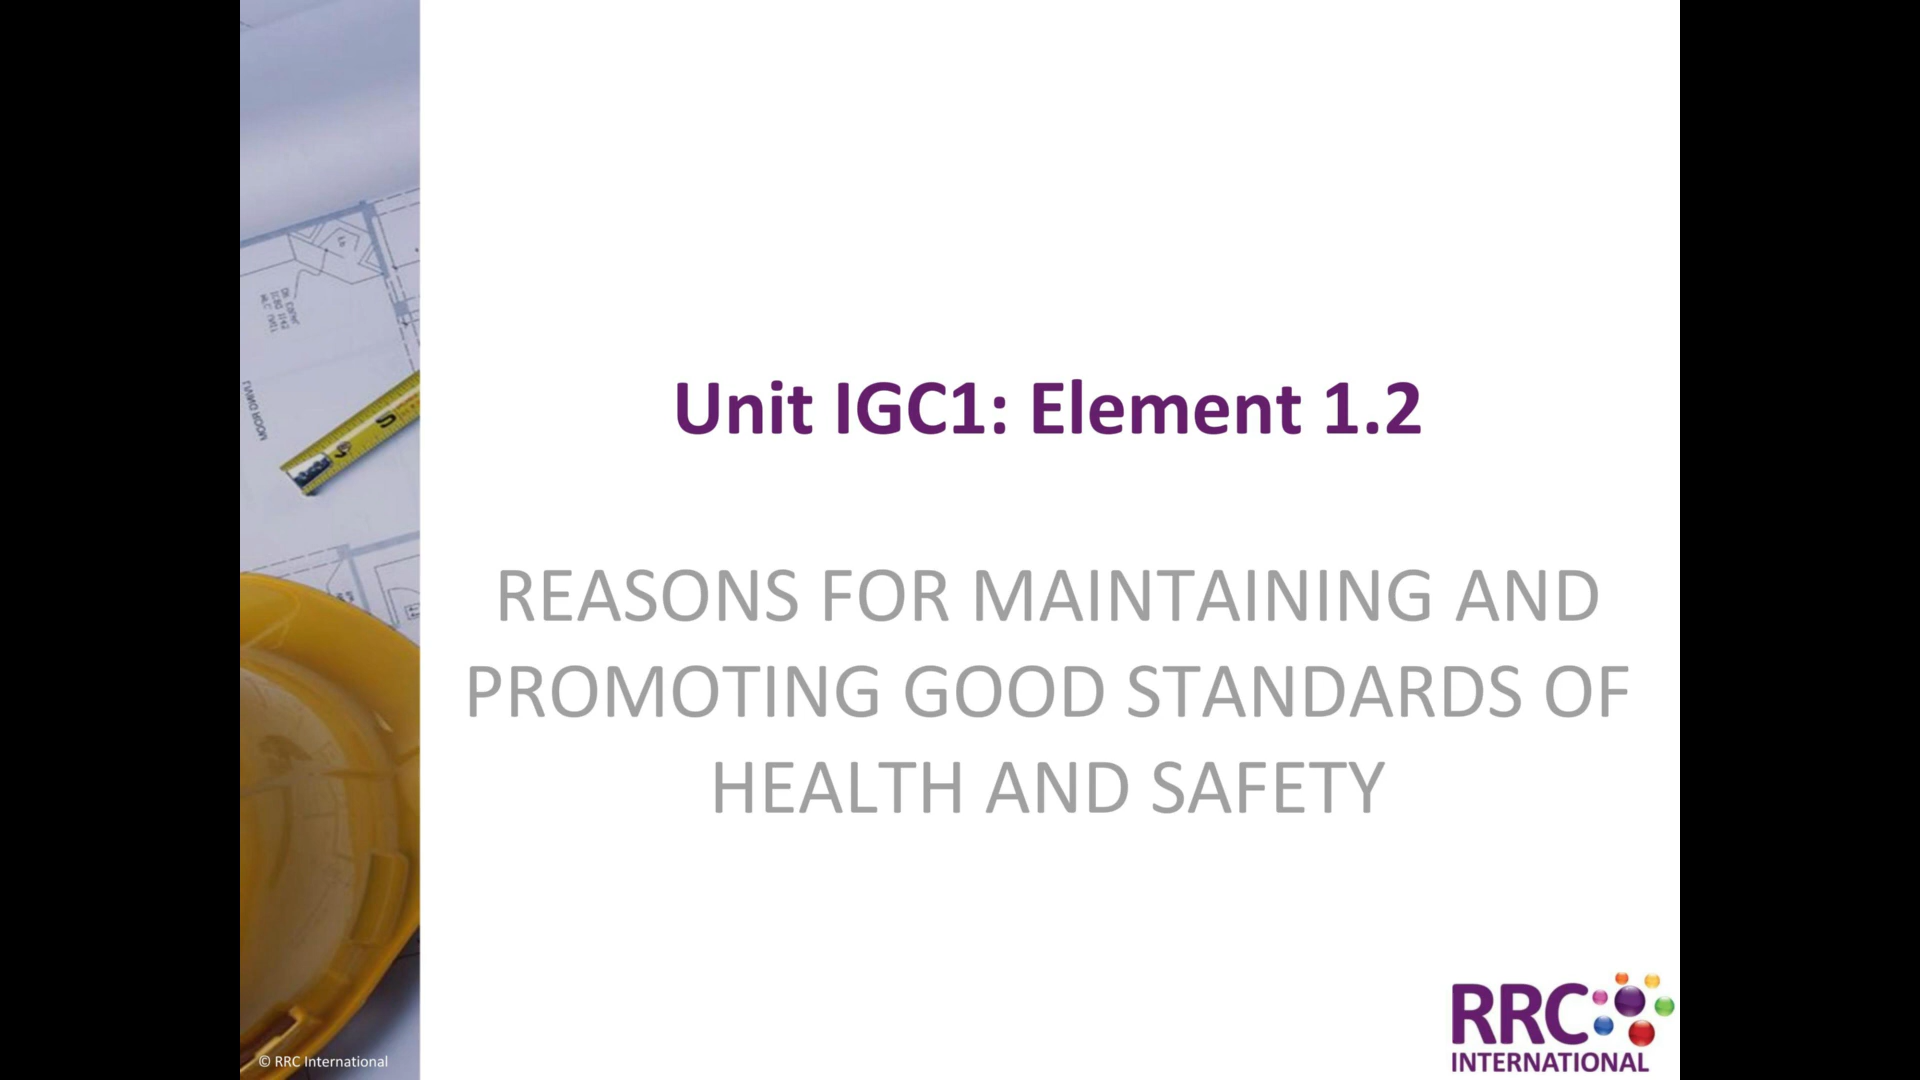 Unit IGC1: Element 1.2
REASONS FOR MAINTAINING AND
PROMOTING GOOD STANDARDS OF
HEALTH AND SAFETY
© RRC International
RRC
INTERNATIONAL